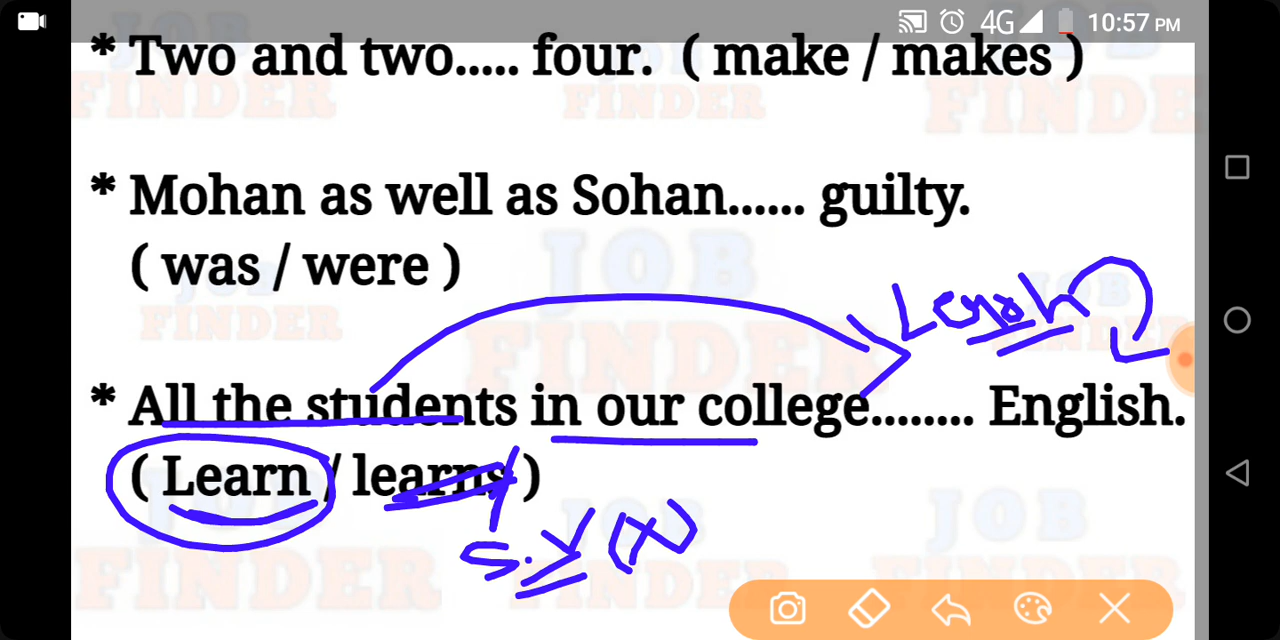 4G 10:57 PM
* Two and two..... four. ( make / makes )
* Mohan as well as Sohan...... guilty.
( was / were )
* All the students in our college........ English.
( Learn / learns )
S.V (X)
JOB FINDER